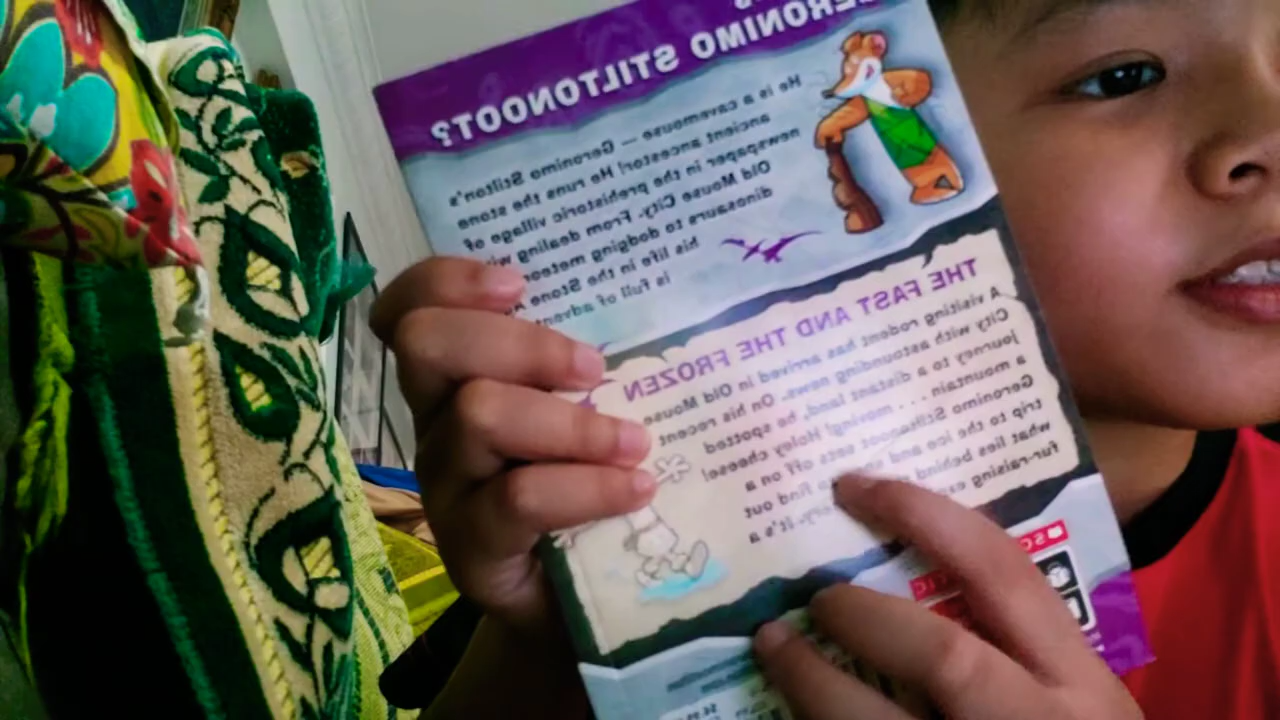 GERONIMO STILTONOOT?
He is a cavemouse — Geronimo Stilton's
ancient ancestor! He runs the stone
newspaper in the prehistoric village of
Old Mouse City. From dealing with
dinosaurs to dodging meteors
his life in the Stone
is full of
THE FAST AND THE FROZEN
A visiting rodent has arrived in Old Mouse
City with astounding news. On his recent
journey to a distant land, he spotted
a mountain . . . moving! Holey cheese!
Geronimo Stiltonoot sets off on a
trip to the ice and to find out
what lies behind It's a
fur-raising